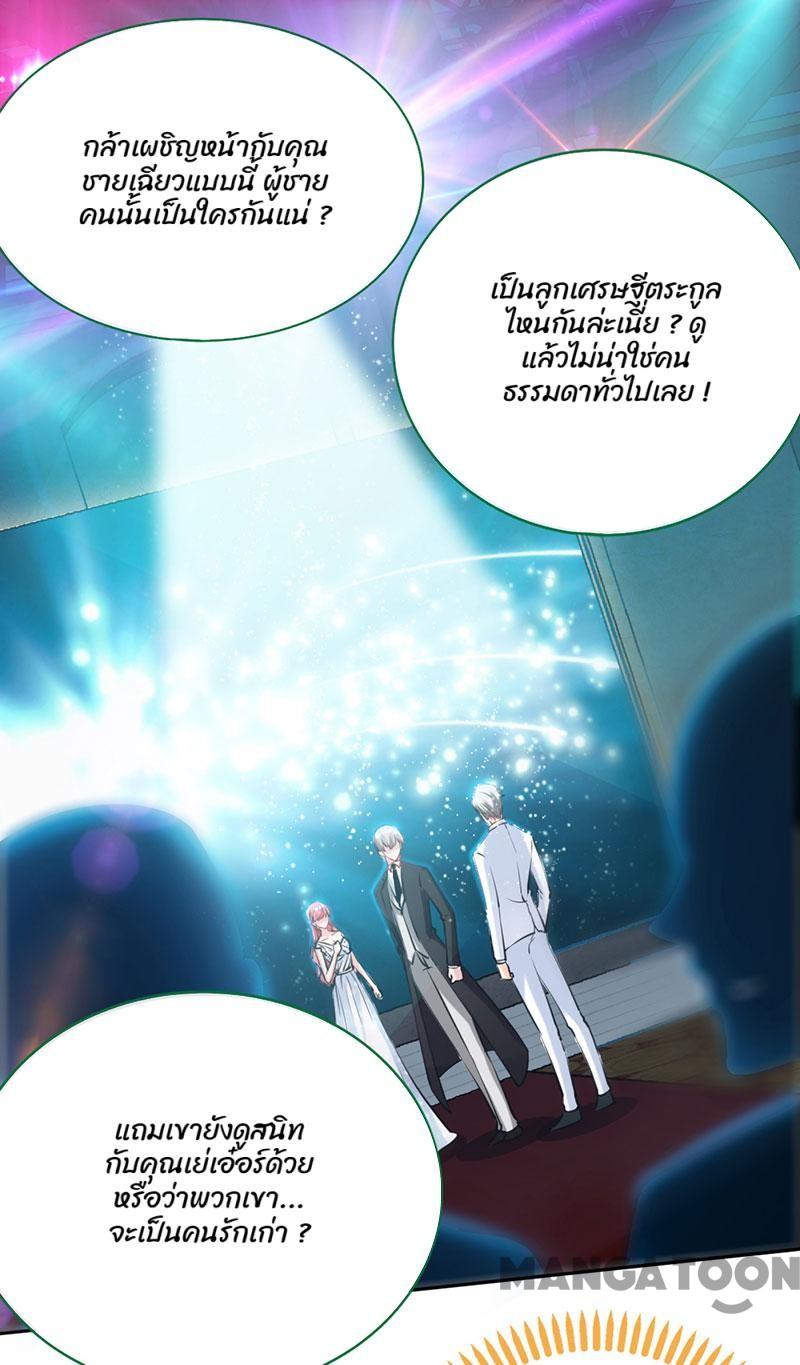 กล้าเผชิญหน้ากับคุณ
ชายเฉียวแบบนี้ ผู้ชาย
คนนั้นเป็นใครกันแน่ ?
เป็นลูกเศรษฐีตระกูล
ไหนกันล่ะเนี่ย ? ดู
แล้วไม่น่าใช่คน
ธรรมดาทั่วไปเลย !
แถมเขายังดูสนิท
กับคุณเย่เอ๋อร์ด้วย
หรือว่าพวกเขา...
จะเป็นคนรักเก่า ?
MANGATOON